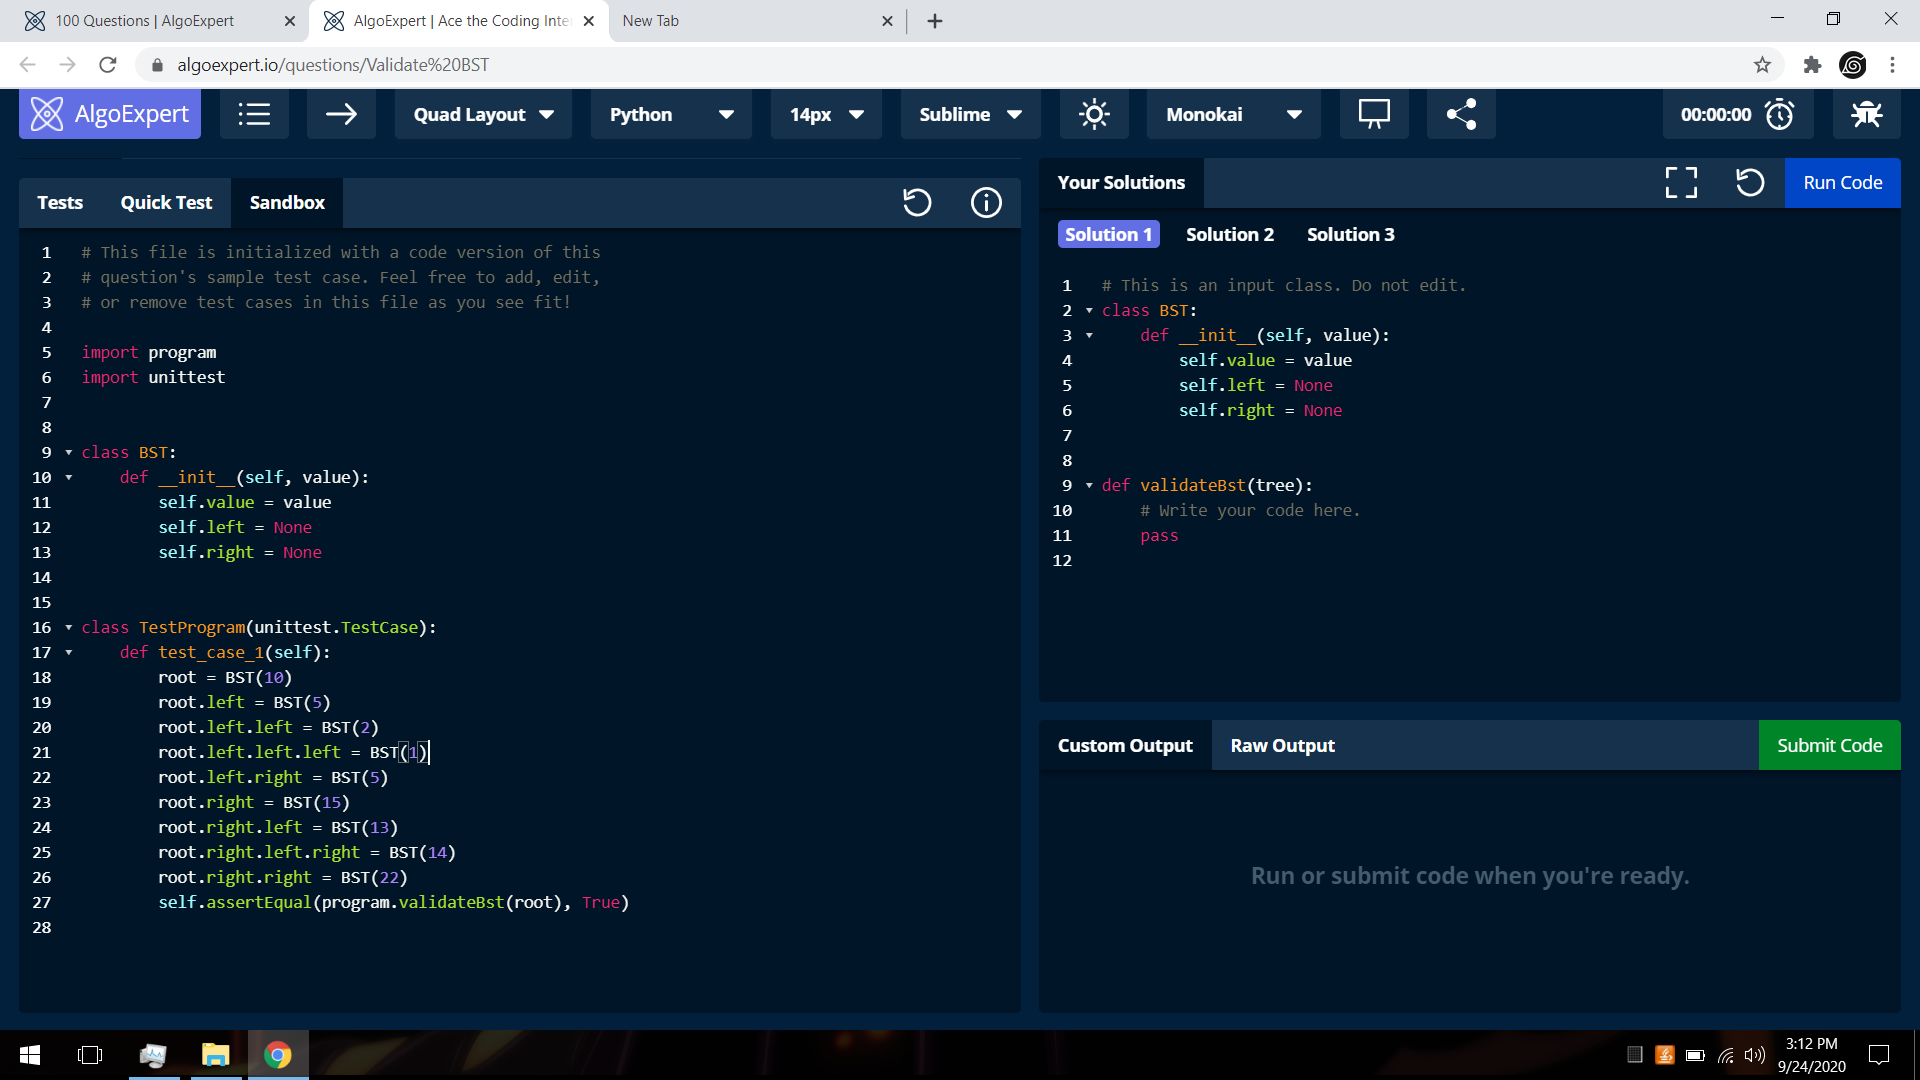 100 Questions | AlgoExpert
AlgoExpert | Ace the Coding Inte
New Tab
algoexpert.io/questions/Validate%20BST
AlgoExpert
Quad Layout
Python
14px
Sublime
Monokai
00:00:00
Tests
Quick Test
Sandbox
1 # This file is initialized with a code version of this
2 # question's sample test case. Feel free to add, edit,
3 # or remove test cases in this file as you see fit!
4
5 import program
6 import unittest
7
8
9 class BST:
10     def __init__(self, value):
11         self.value = value
12         self.left = None
13         self.right = None
14
15
16 class TestProgram(unittest.TestCase):
17     def test_case_1(self):
18         root = BST(10)
19         root.left = BST(5)
20         root.left.left = BST(2)
21         root.left.left.left = BST(1)
22         root.left.right = BST(5)
23         root.right = BST(15)
24         root.right.left = BST(13)
25         root.right.left.right = BST(14)
26         root.right.right = BST(22)
27         self.assertEqual(program.validateBst(root), True)
28
Your Solutions
Run Code
Solution 1
Solution 2
Solution 3
1 # This is an input class. Do not edit.
2 class BST:
3     def __init__(self, value):
4         self.value = value
5         self.left = None
6         self.right = None
7
8
9 def validateBst(tree):
10     # Write your code here.
11     pass
12
Custom Output
Raw Output
Submit Code
Run or submit code when you're ready.
3:12 PM
9/24/2020